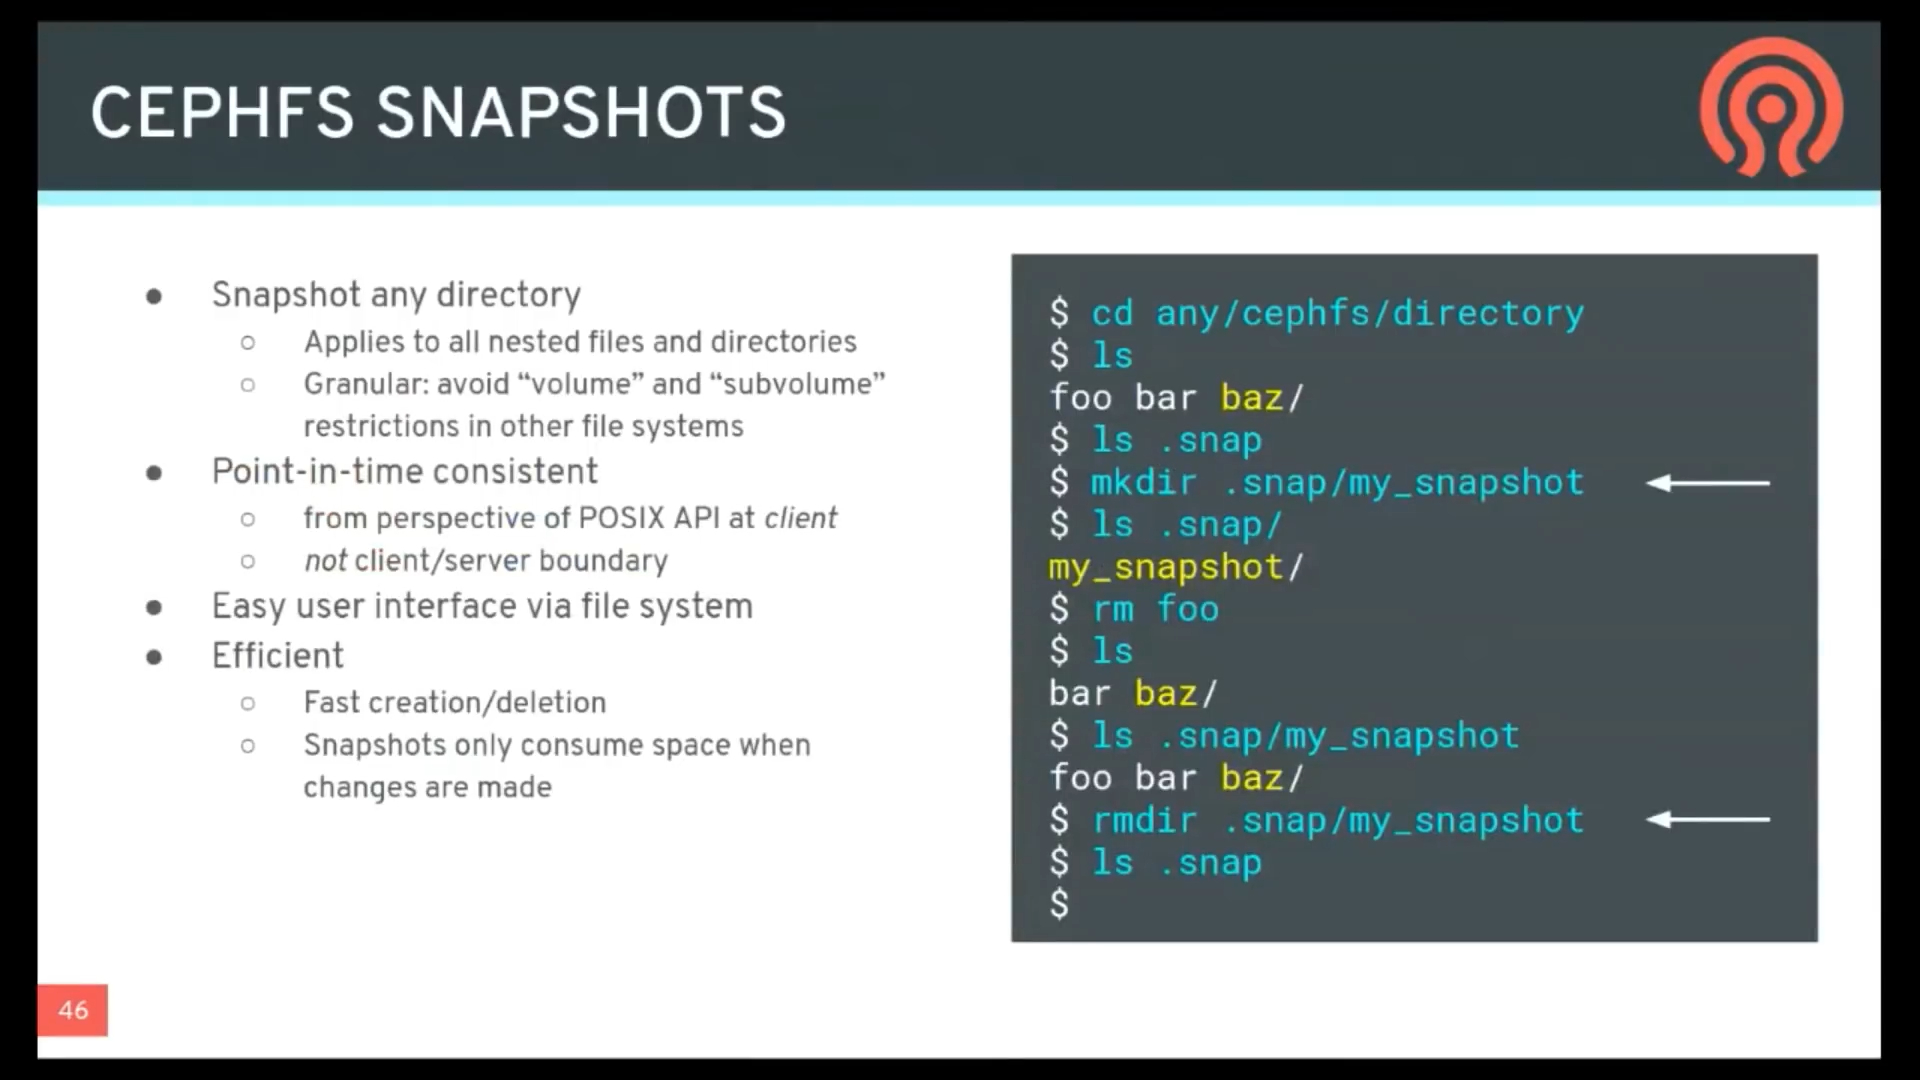 CEPHFS SNAPSHOTS
● Snapshot any directory
○ Applies to all nested files and directories
○ Granular: avoid “volume” and “subvolume”
restrictions in other file systems
● Point-in-time consistent
○ from perspective of POSIX API at client
○ not client/server boundary
● Easy user interface via file system
● Efficient
○ Fast creation/deletion
○ Snapshots only consume space when
changes are made
$ cd any/cephfs/directory
$ ls
foo bar baz/
$ ls .snap
$ mkdir .snap/my_snapshot
$ ls .snap/
my_snapshot/
$ rm foo
$ ls
bar baz/
$ ls .snap/my_snapshot
foo bar baz/
$ rmdir .snap/my_snapshot
$ ls .snap
$
46